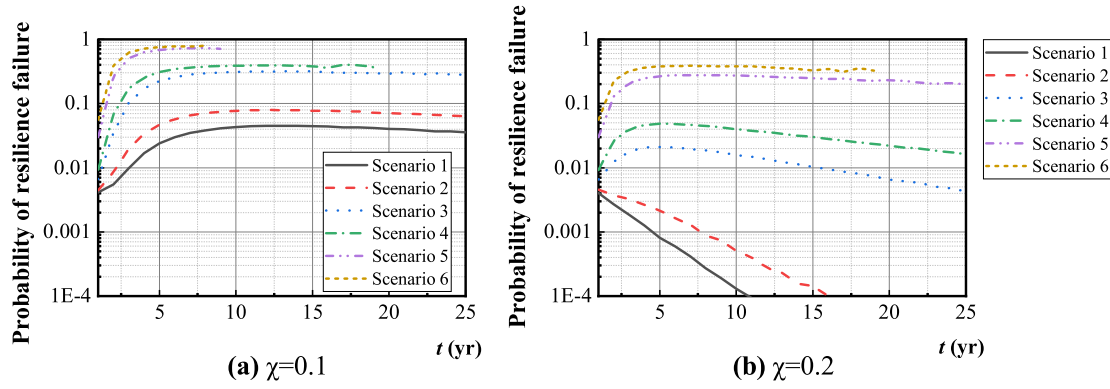 Probability of resilience failure
1
0.1
0.01
0.001
1E-4
5
10
15
20
25
Scenario 1
Scenario 2
Scenario 3
Scenario 4
Scenario 5
Scenario 6
t (yr)
(a) χ=0.1
Probability of resilience failure
1
0.1
0.01
0.001
1E-4
5
10
15
20
25
t (yr)
(b) χ=0.2
Scenario 1
Scenario 2
Scenario 3
Scenario 4
Scenario 5
Scenario 6